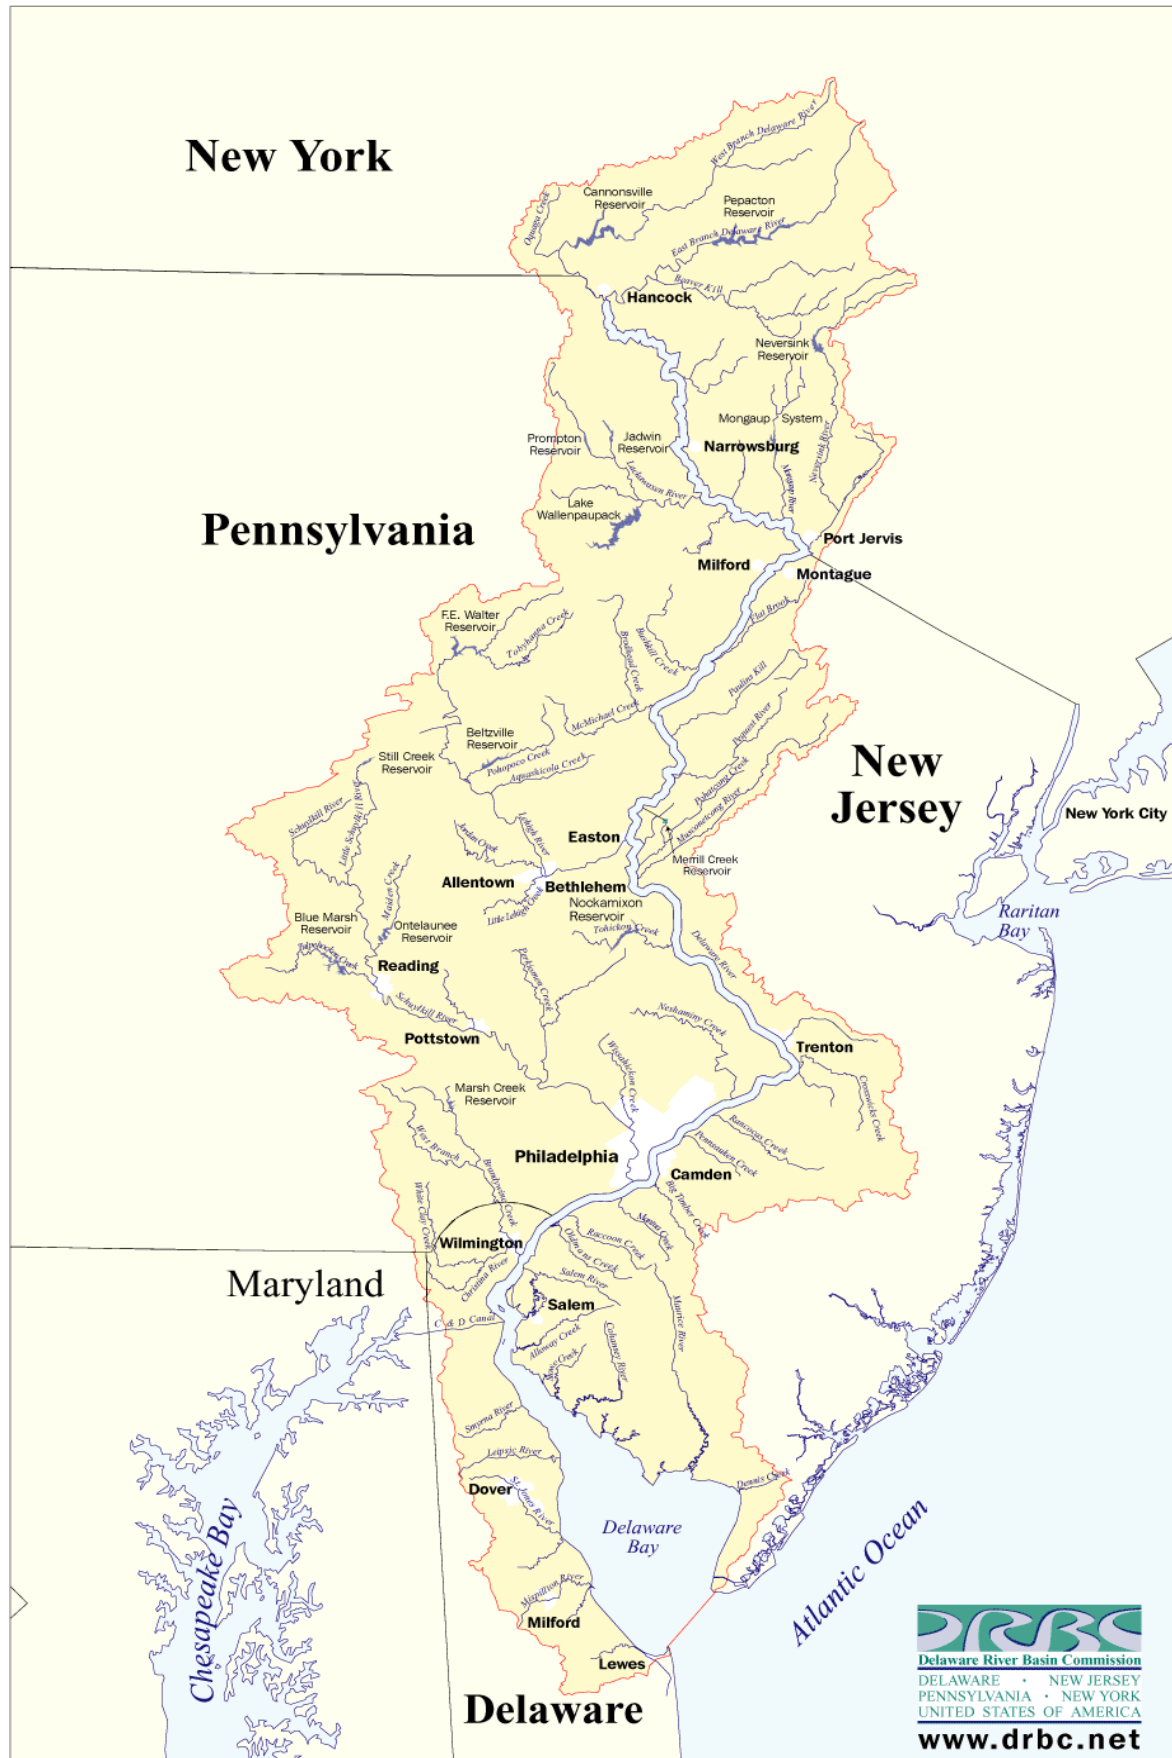 West Branch Delaware River
New York
Cannonsville
Reservoir
Pepacton
Reservoir
Oquaga Creek
East Branch Delaware River
Beaver Kill
Hancock
Neversink
Reservoir
Mongaup System
Prompton
Reservoir
Jadwin
Reservoir
Narrowsburg
Neversink River
Lackawaxen River
Mongaup River
Lake
Wallenpaupack
Pennsylvania
Port Jervis
Milford
Montague
Flat Brook
F.E. Walter
Reservoir
Tobyhanna Creek
Brodhead Creek
Bushkill Creek
Paulins Kill
McMichael Creek
Pequest River
Beltzville
Reservoir
Still Creek
Reservoir
Pohopoco Creek
Aquashicola Creek
New
Jersey
Pohatcong Creek
Musconetcong River
Schuylkill River
Little Schuylkill River
New York City
Jordan Creek
Lehigh River
Easton
Merrill Creek
Reservoir
Allentown
Bethlehem
Little Lehigh Creek
Nockamixon
Reservoir
Maiden Creek
Blue Marsh
Reservoir
Ontelaunee
Reservoir
Tohickon Creek
Raritan
Bay
Tulpehocken Creek
Reading
Delaware River
Perkiomen Creek
Schuylkill River
Neshaminy Creek
Pottstown
Trenton
Wissahickon Creek
Crosswicks Creek
Marsh Creek
Reservoir
West Branch
Rancocas Creek
Pennsauken Creek
Philadelphia
Brandywine Creek
Camden
White Clay Creek
Big Timber Creek
Mantua Creek
Wilmington
Raccoon Creek
Oldmans Creek
Christina River
Maryland
Salem River
Salem
C & D Canal
Maurice River
Alloway Creek
Cohansey River
Stowe Creek
Smyrna River
Leipsic River
Dover
St. Jones River
Dennis Creek
Chesapeake Bay
Delaware
Bay
Atlantic Ocean
Mispillion River
Milford
Lewes
Delaware
DRBC
Delaware River Basin Commission
DELAWARE • NEW JERSEY
PENNSYLVANIA • NEW YORK
UNITED STATES OF AMERICA
www.drbc.net